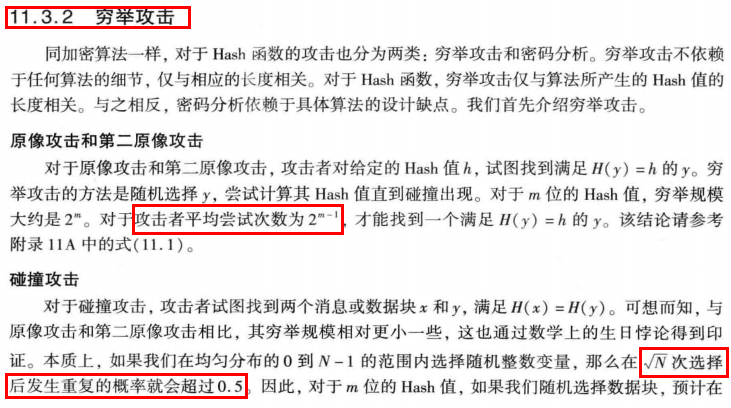 11.3.2 穷举攻击
同加密算法一样，对于 Hash 函数的攻击也分为两类：穷举攻击和密码分析。穷举攻击不依赖
于任何算法的细节，仅与相应的长度相关。对于 Hash 函数，穷举攻击仅与算法所产生的 Hash 值的
长度相关。与之相反，密码分析依赖于具体算法的设计缺点。我们首先介绍穷举攻击。
原像攻击和第二原像攻击
对于原像攻击和第二原像攻击，攻击者对给定的 Hash 值 h，试图找到满足 H(y) = h 的 y。穷
举攻击的方法是随机选择 y，尝试计算其 Hash 值直到碰撞出现。对于 m 位的 Hash 值，穷举规模
大约是 2ᵐ。对于攻击者平均尝试次数为 2ᵐ⁻¹，才能找到一个满足 H(y) = h 的 y。该结论请参考
附录 11A 中的式(11.1)。
碰撞攻击
对于碰撞攻击，攻击者试图找到两个消息或数据块 x 和 y，满足 H(x) = H(y)。可想而知，与
原像攻击和第二原像攻击相比，其穷举规模相对更小一些，这也通过数学上的生日悖论得到印
证。本质上，如果我们在均匀分布的 0 到 N－1 的范围内选择随机整数变量，那么在 √N 次选择
后发生重复的概率就会超过 0.5。因此，对于 m 位的 Hash 值，如果我们随机选择数据块，预计在